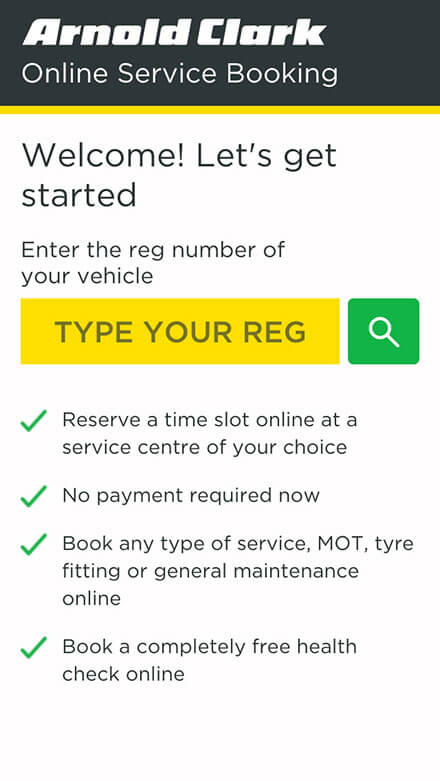 Arnold Clark
Online Service Booking
Welcome! Let's get
started
Enter the reg number of
your vehicle
TYPE YOUR REG
Reserve a time slot online at a
service centre of your choice
No payment required now
Book any type of service, MOT, tyre
fitting or general maintenance
online
Book a completely free health
check online